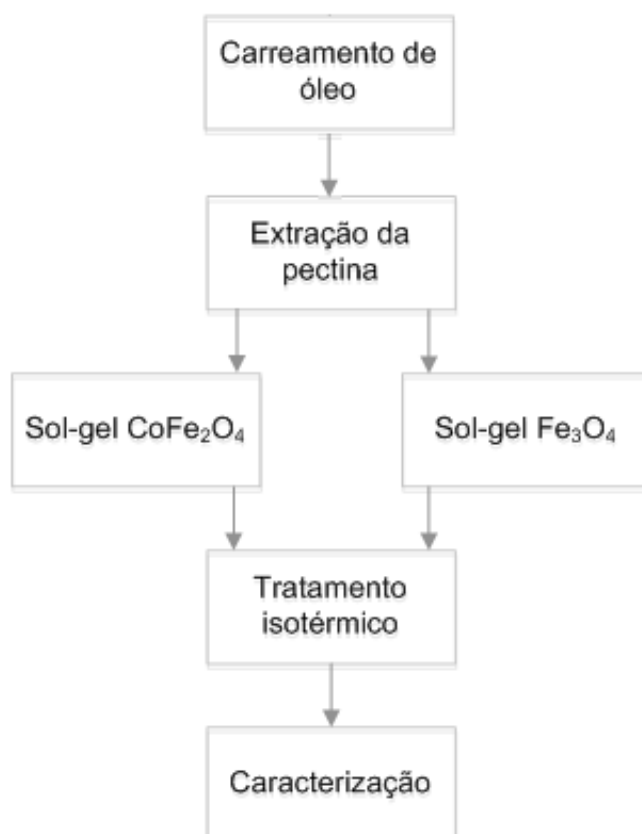 Carreamento de
óleo
Extração da
pectina
Sol-gel CoFe₂O₄
Sol-gel Fe₃O₄
Tratamento
isotérmico
Caracterização